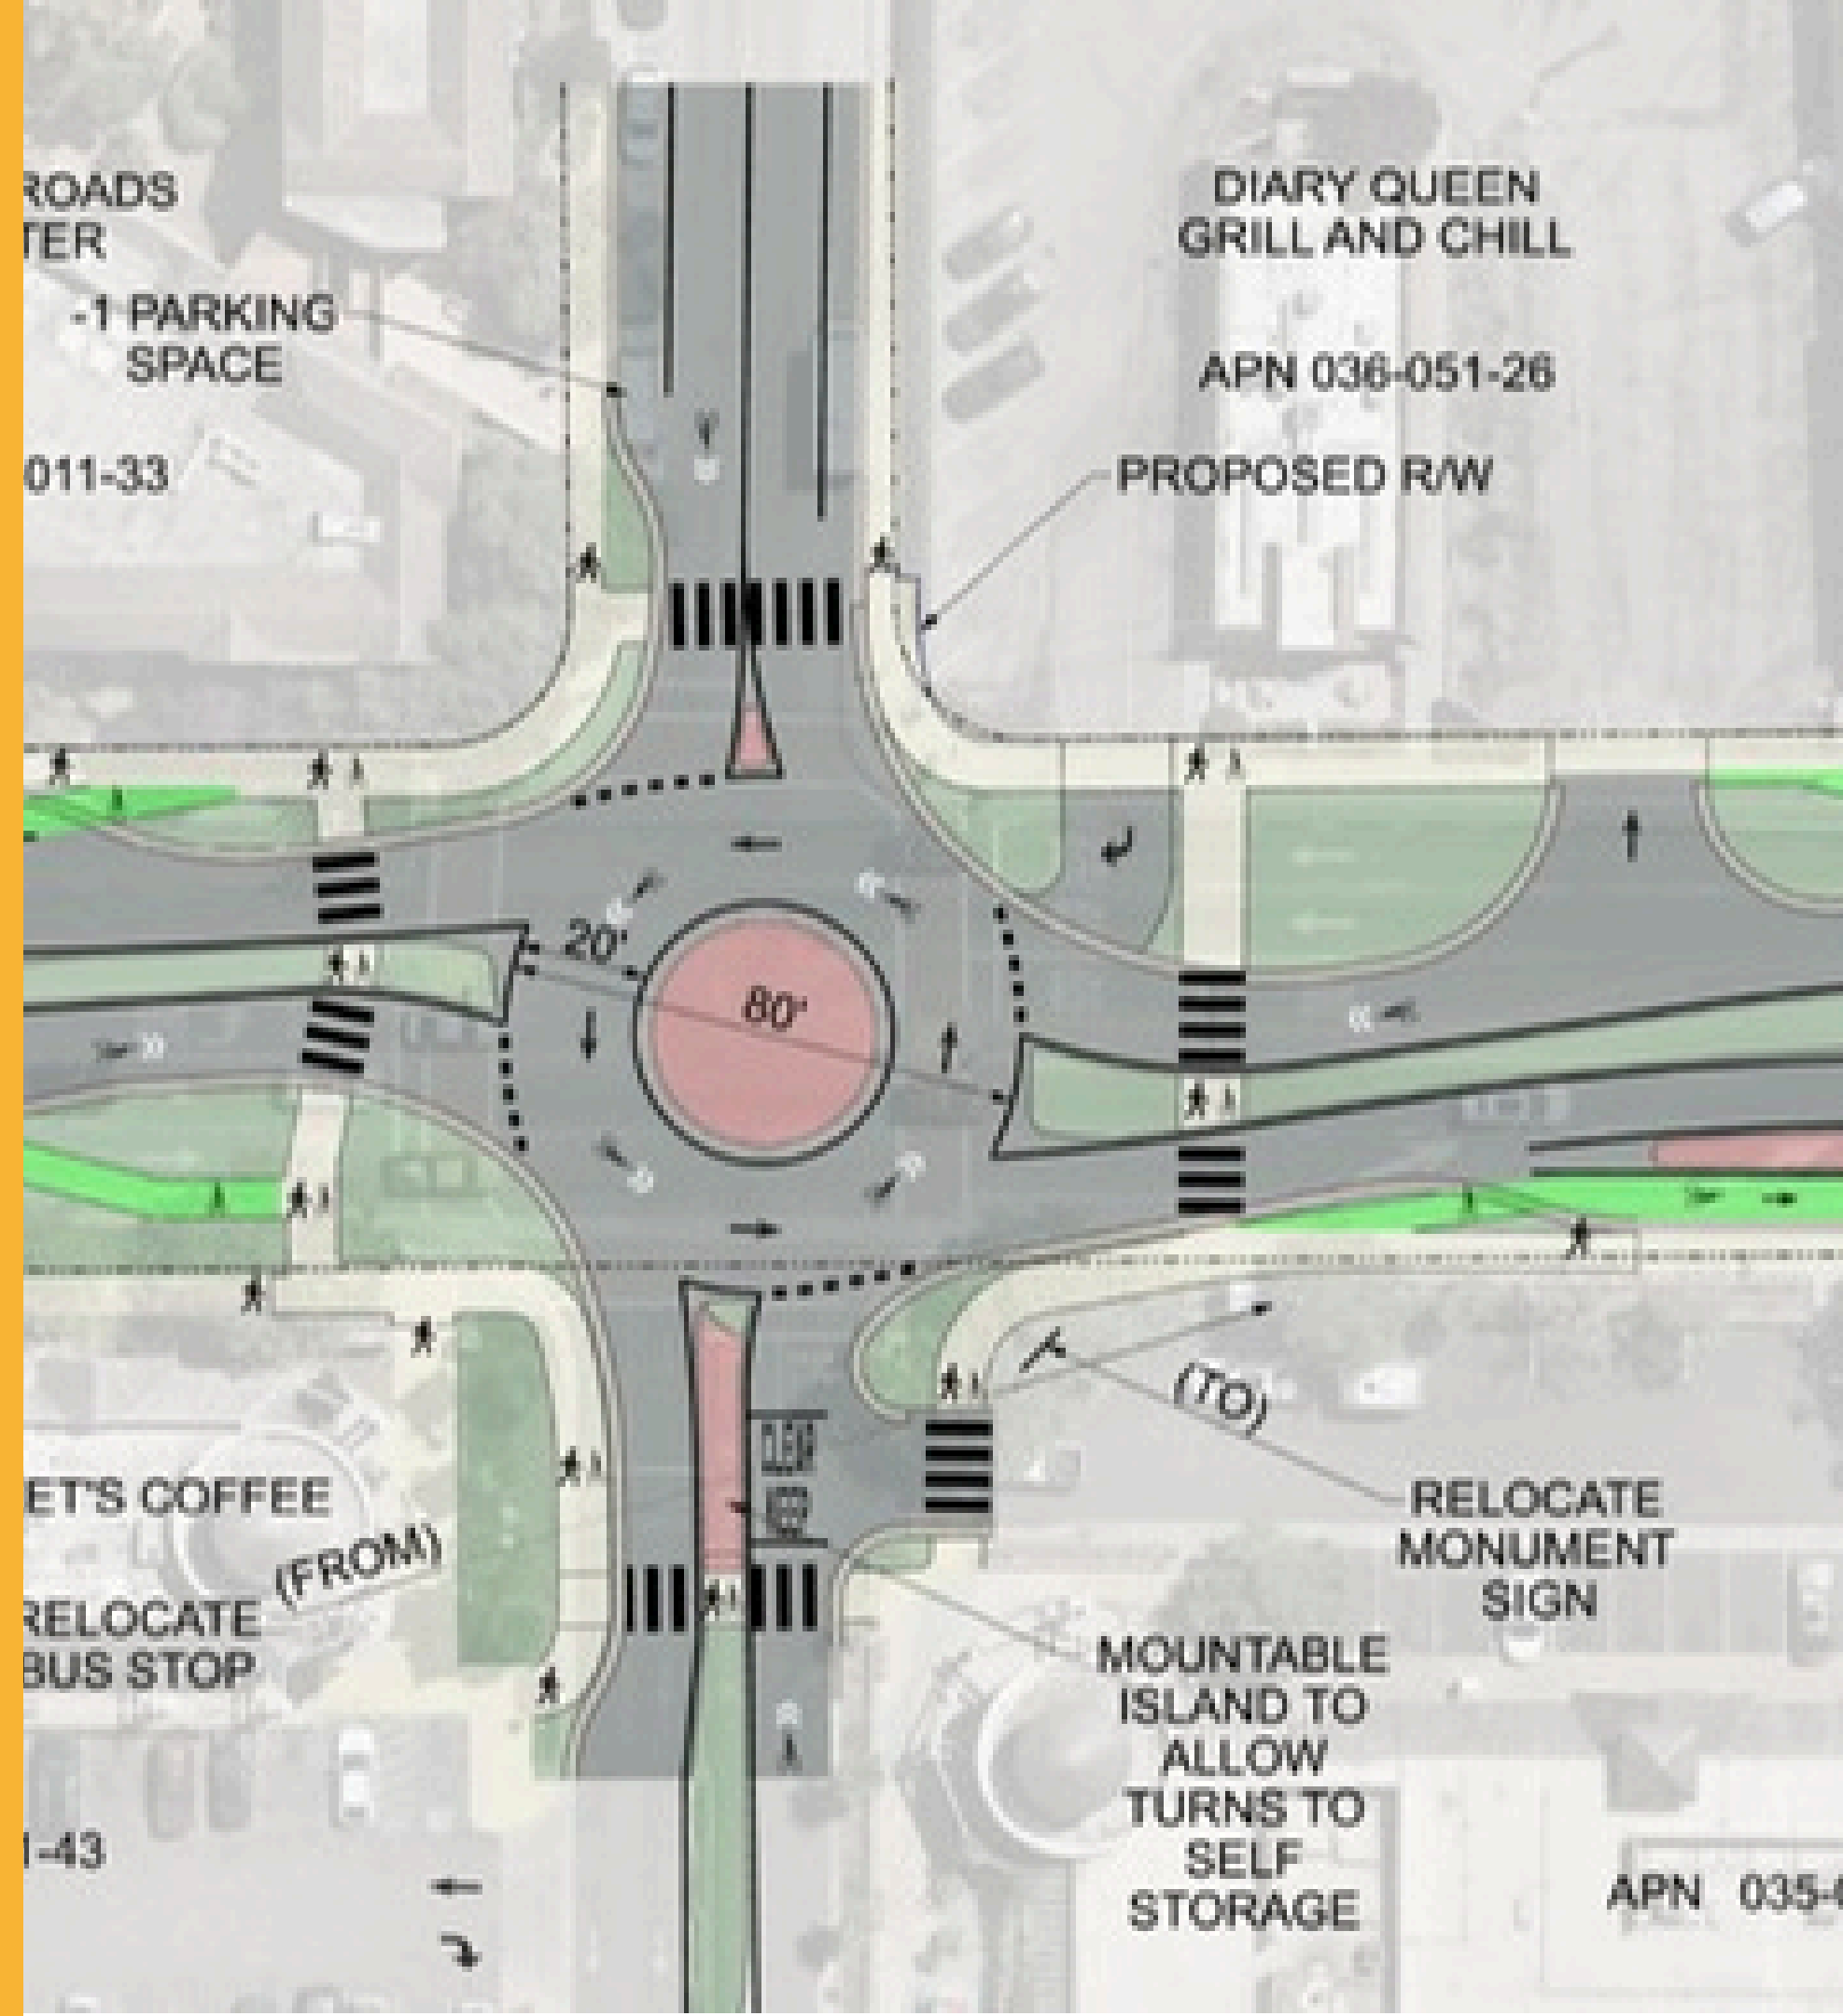 ROADS
TER
-1 PARKING
SPACE
011-33
DIARY QUEEN
GRILL AND CHILL
APN 036-051-26
PROPOSED R/W
20'
80'
(TO)
CLEAR
KEEP
ET'S COFFEE
(FROM)
RELOCATE
BUS STOP
RELOCATE
MONUMENT
SIGN
MOUNTABLE
ISLAND TO
ALLOW
TURNS TO
SELF
STORAGE
1-43
APN 035-